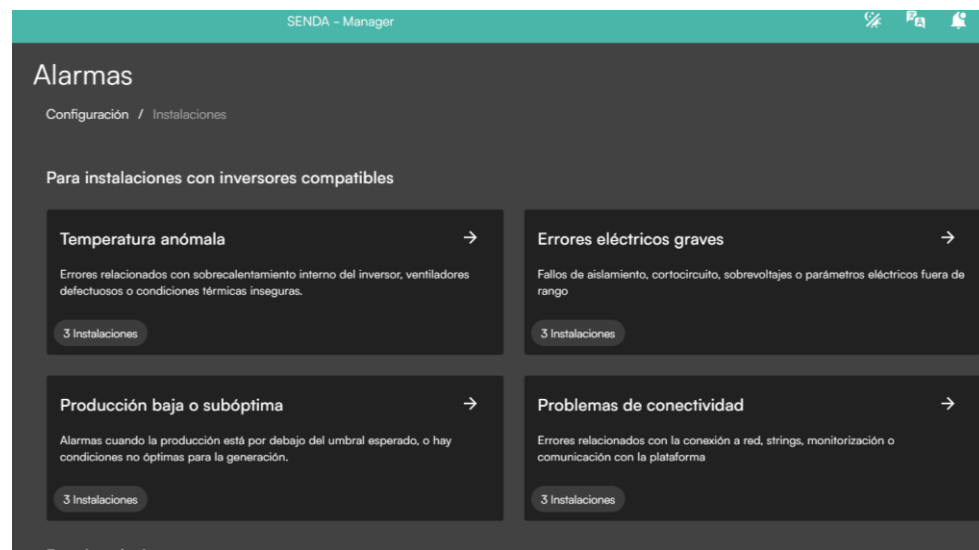 SENDA - Manager
Alarmas
Configuración / Instalaciones
Para instalaciones con inversores compatibles
Temperatura anómala
Errores relacionados con sobrecalentamiento interno del inversor, ventiladores
defectuosos o condiciones térmicas inseguras.
3 Instalaciones
Errores eléctricos graves
Fallos de aislamiento, cortocircuito, sobrevoltajes o parámetros eléctricos fuera de
rango
3 Instalaciones
Producción baja o subóptima
Alarmas cuando la producción está por debajo del umbral esperado, o hay
condiciones no óptimas para la generación.
3 Instalaciones
Problemas de conectividad
Errores relacionados con la conexión a red, strings, monitorización o
comunicación con la plataforma
3 Instalaciones